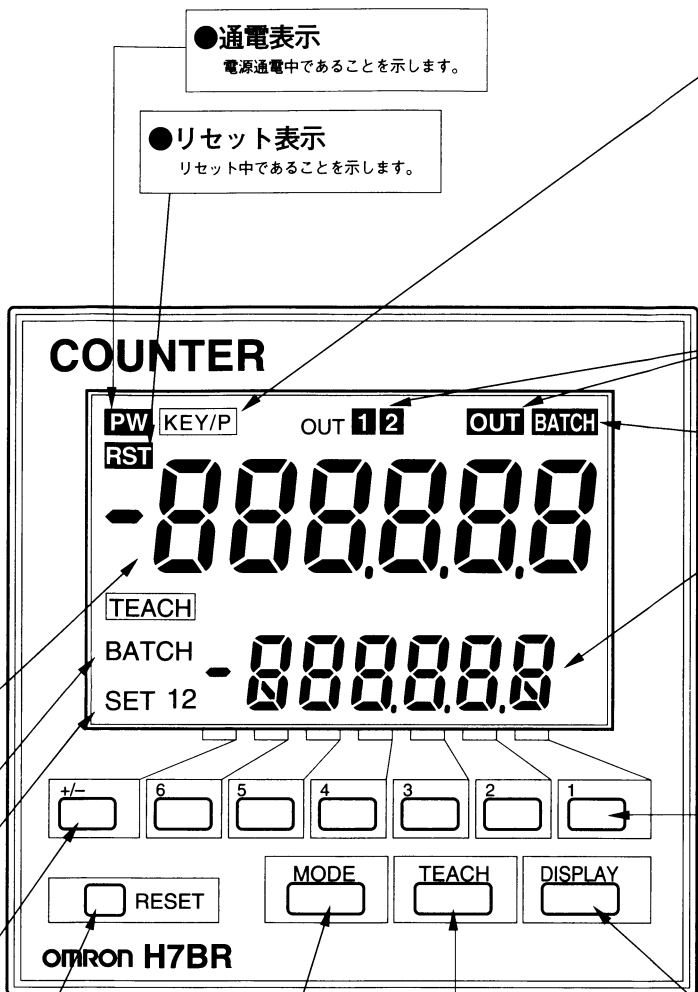 ●通電表示
電源通電中であることを示します。
●リセット表示
リセット中であることを示します。
COUNTER
PW KEY/P OUT 1 2 OUT BATCH
RST
-888888
TEACH
BATCH
SET 12 -888888
+/- 6 5 4 3 2 1
RESET MODE TEACH DISPLAY
OMRON H7BR